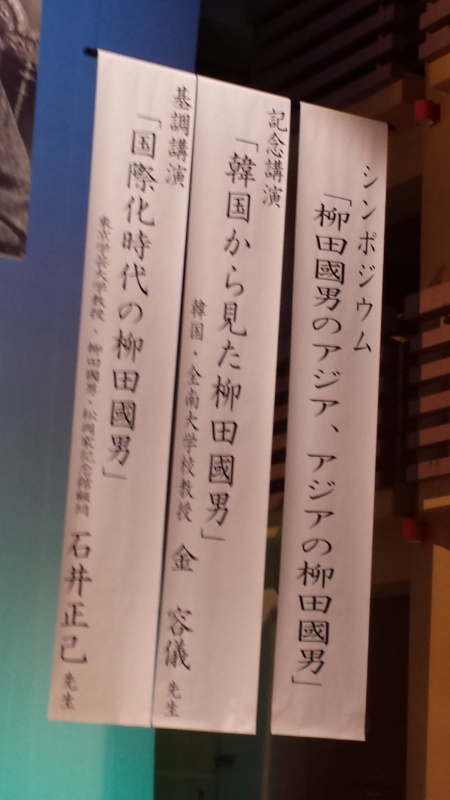 シンポジウム
「柳田國男のアジア、アジアの柳田國男」
記念講演
「韓国から見た柳田國男」
韓国・全南大学校教授 金 容儀 先生
基調講演
「国際化時代の柳田國男」
東京学芸大学教授、柳田國男・松岡家記念館顧問 石井正己 先生